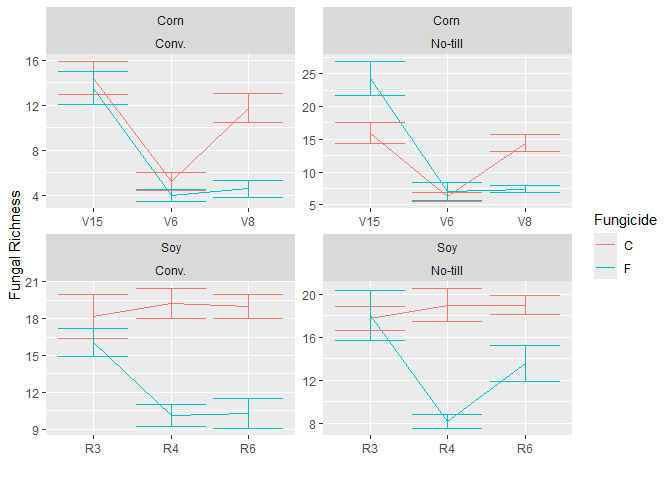 Corn
Conv.
16
12
8
4
V15 V6 V8
Corn
No-till
25
20
15
10
5
V15 V6 V8
Fungal Richness
Soy
Conv.
21
18
15
12
9
R3 R4 R6
Soy
No-till
20
16
12
8
R3 R4 R6
Fungicide
C
F